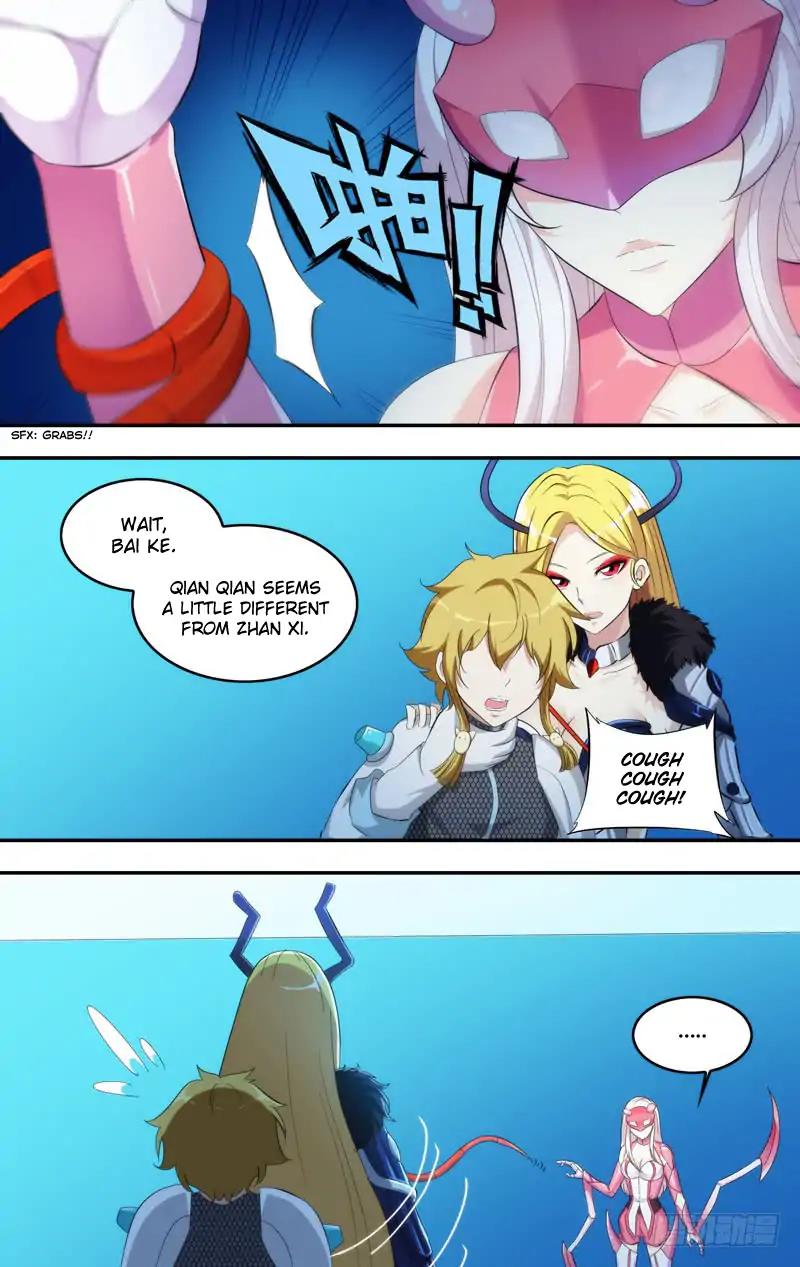 啪!!
SFX: GRABS!!
WAIT,
BAI KE.
QIAN QIAN SEEMS
A LITTLE DIFFERENT
FROM ZHAN XI.
COUGH
COUGH
COUGH!
.....